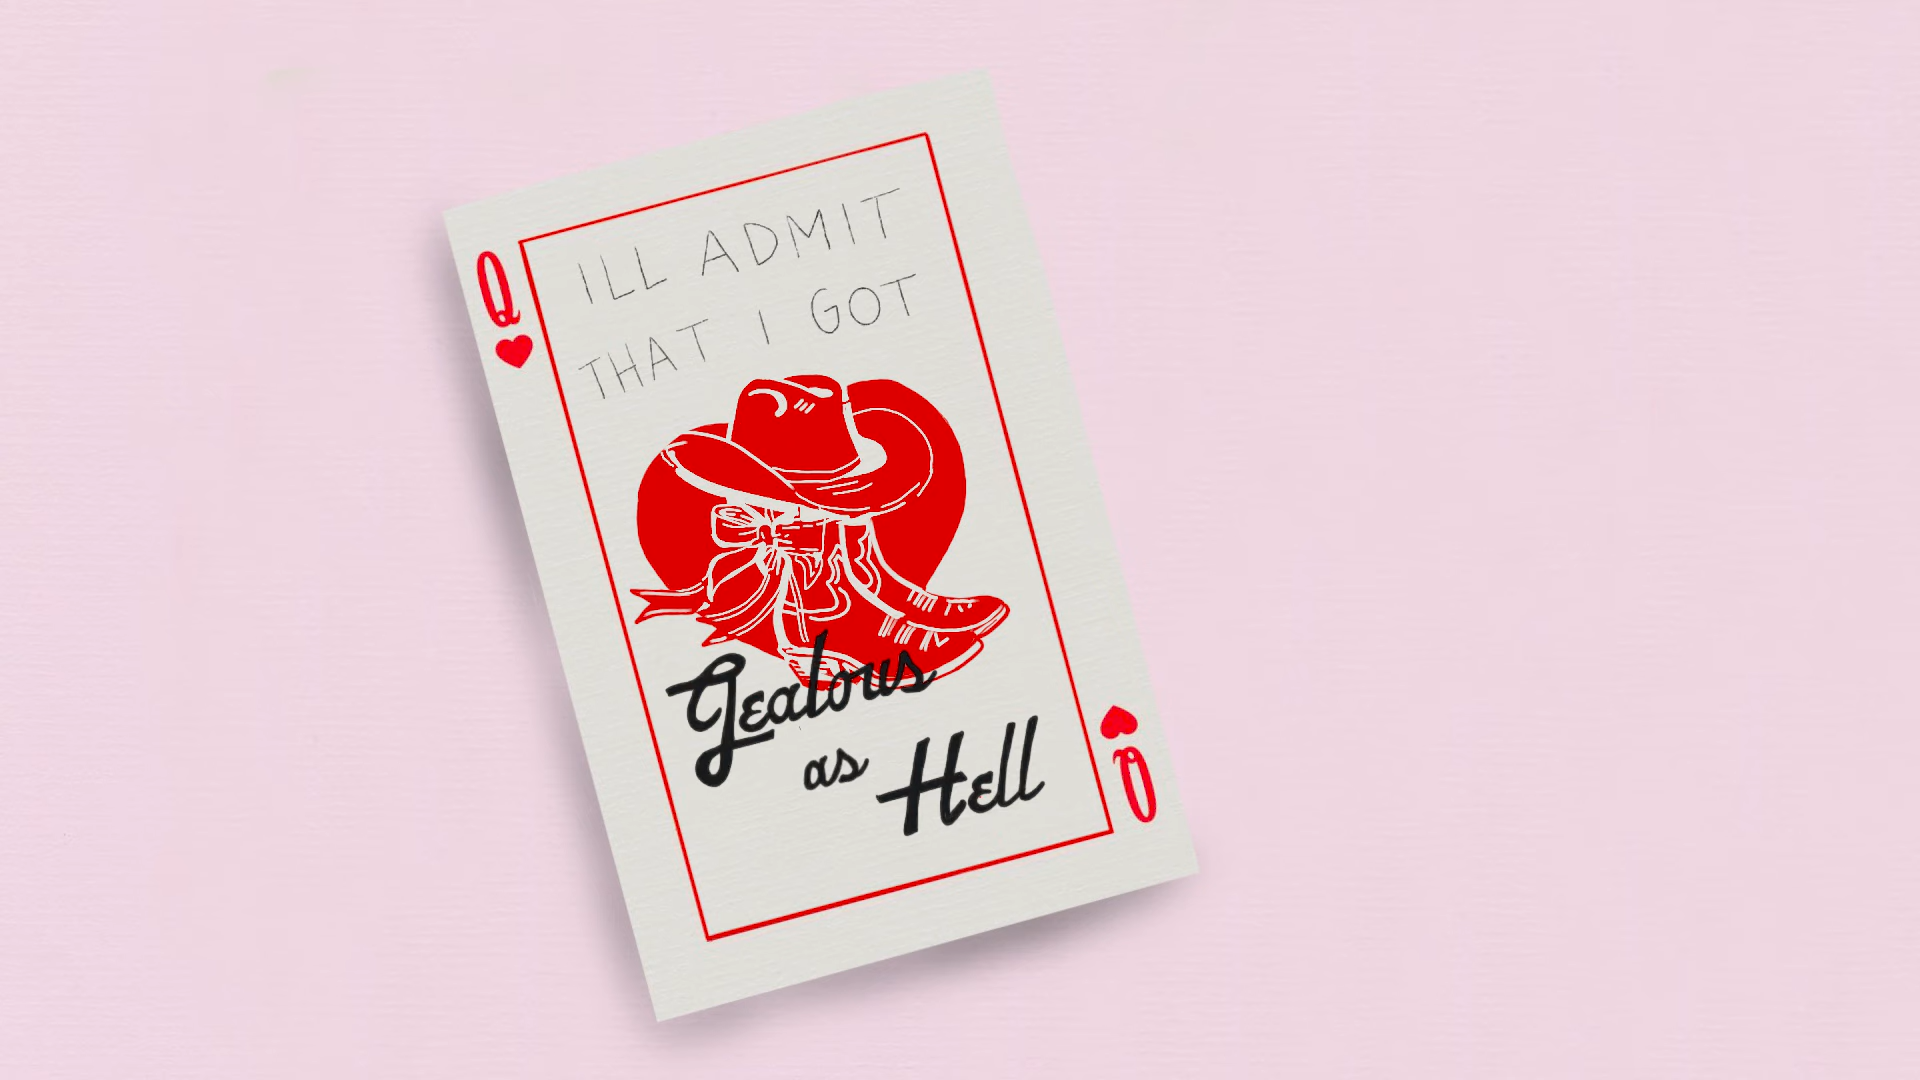 Q
ILL ADMIT
THAT I GOT
Jealous
as Hell
Q